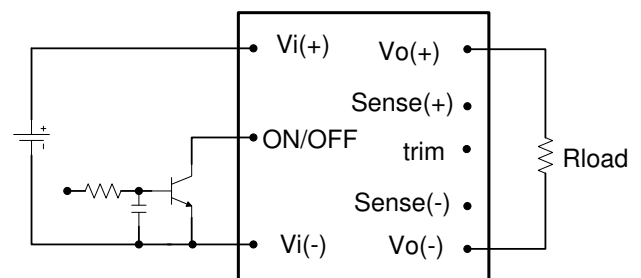 Vi(+)
Vo(+)
Sense(+)
ON/OFF
trim
Rload
Sense(-)
Vi(-)
Vo(-)